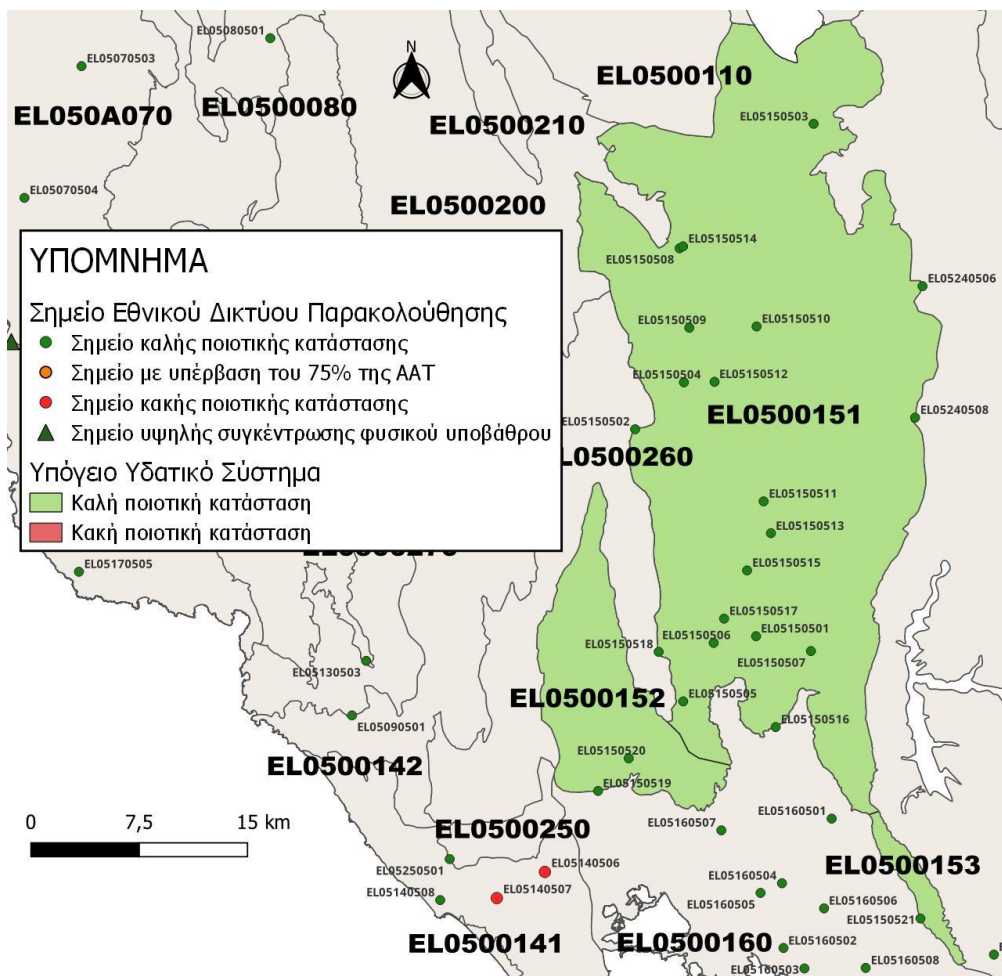 EL05080501
EL05070503
EL0500110
EL050A070
EL0500080
N
EL0500210
EL05150503
EL05070504
EL0500200
ΥΠΟΜΝΗΜΑ
Σημείο Εθνικού Δικτύου Παρακολούθησης
Σημείο καλής ποιοτικής κατάστασης
Σημείο με υπέρβαση του 75% της ΑΑΤ
Σημείο κακής ποιοτικής κατάστασης
Σημείο υψηλής συγκέντρωσης φυσικού υποβάθρου
Υπόγειο Υδατικό Σύστημα
Καλή ποιοτική κατάσταση
Κακή ποιοτική κατάσταση
EL05150514
EL05150508
EL05240506
EL05150509
EL05150510
EL05150504
EL05150512
EL0500151
EL05240508
EL05150502
L0500260
EL05150511
EL05150513
EL05150515
EL05170505
EL05150517
EL05150506
EL05150501
EL05150518
EL05150507
EL05130503
EL0500152
EL05150505
EL05090501
EL05150516
EL0500142
EL05150520
EL05150519
0 7,5 15 km
EL0500250
EL05160507
EL05160501
EL05250501
EL05140506
EL0500153
EL05140508
EL05140507
EL05160504
EL05160505
EL05160506
EL05150521
EL0500141
EL0500160
EL05160502
EL05160503
EL05160508